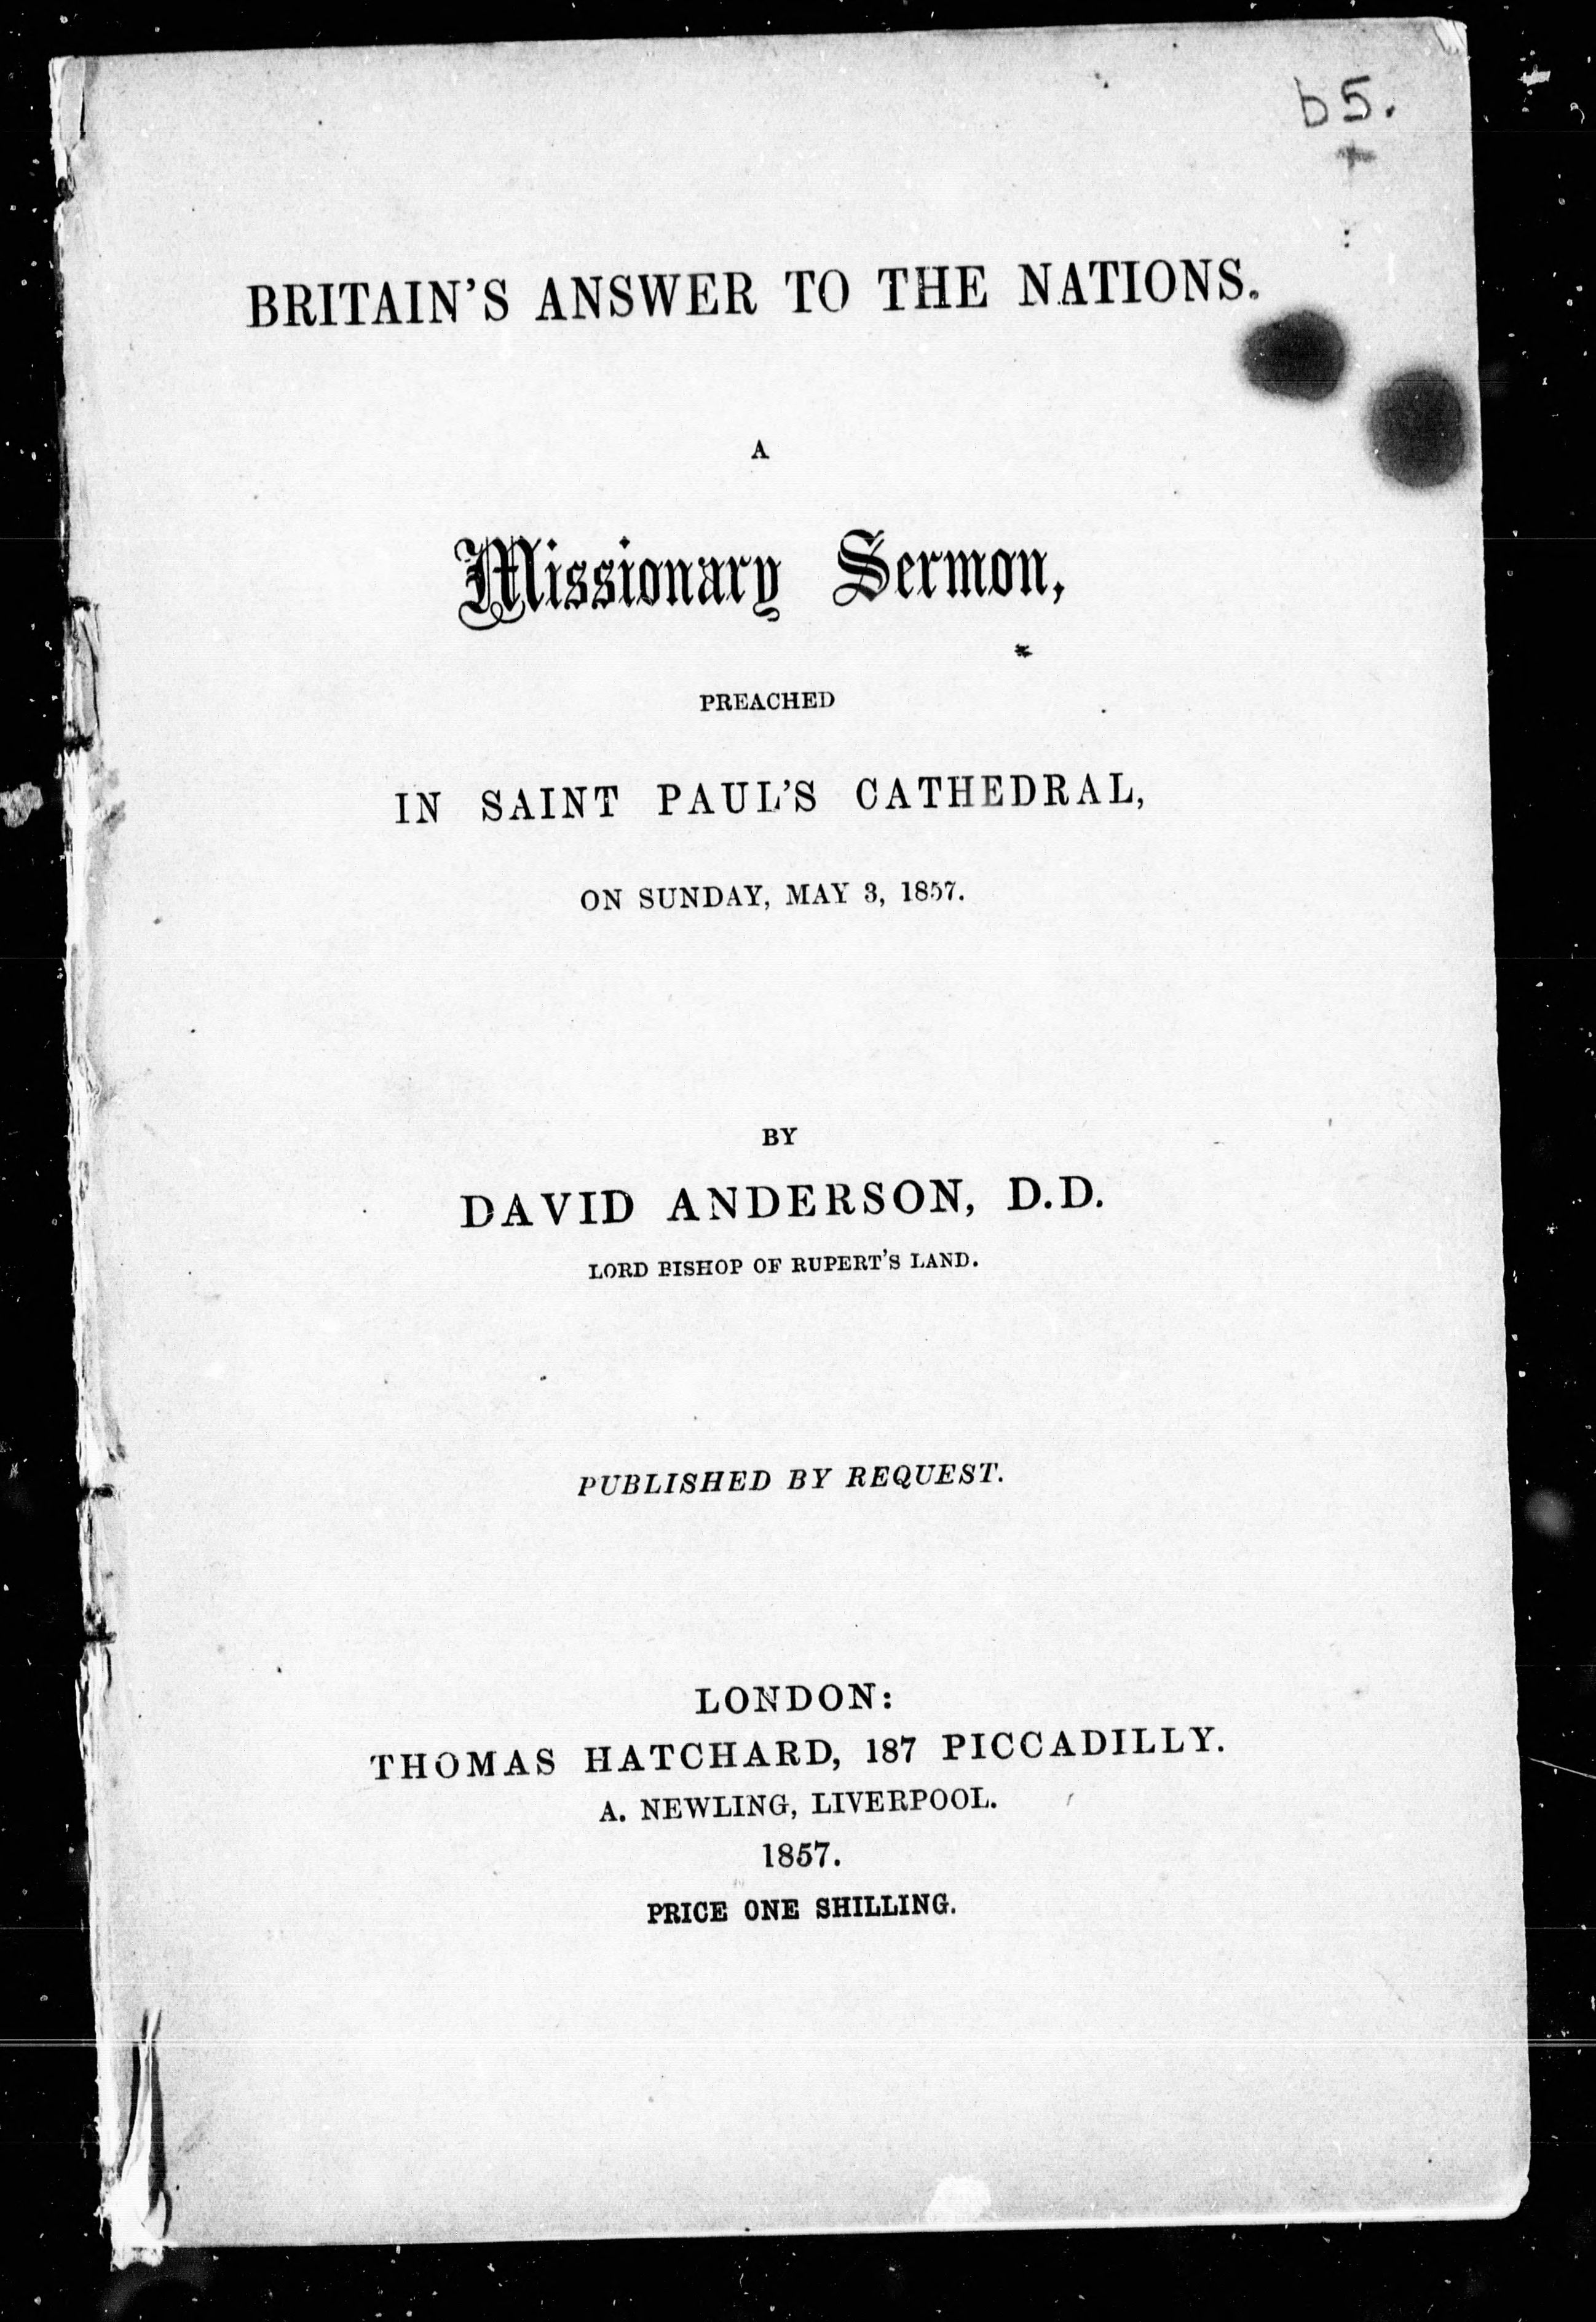 b5.
BRITAIN'S ANSWER TO THE NATIONS.
A
Missionary Sermon,
PREACHED
IN SAINT PAUL'S CATHEDRAL,
ON SUNDAY, MAY 3, 1857.
BY
DAVID ANDERSON, D.D.
LORD BISHOP OF RUPERT'S LAND.
PUBLISHED BY REQUEST.
LONDON:
THOMAS HATCHARD, 187 PICCADILLY.
A. NEWLING, LIVERPOOL.
1857.
PRICE ONE SHILLING.